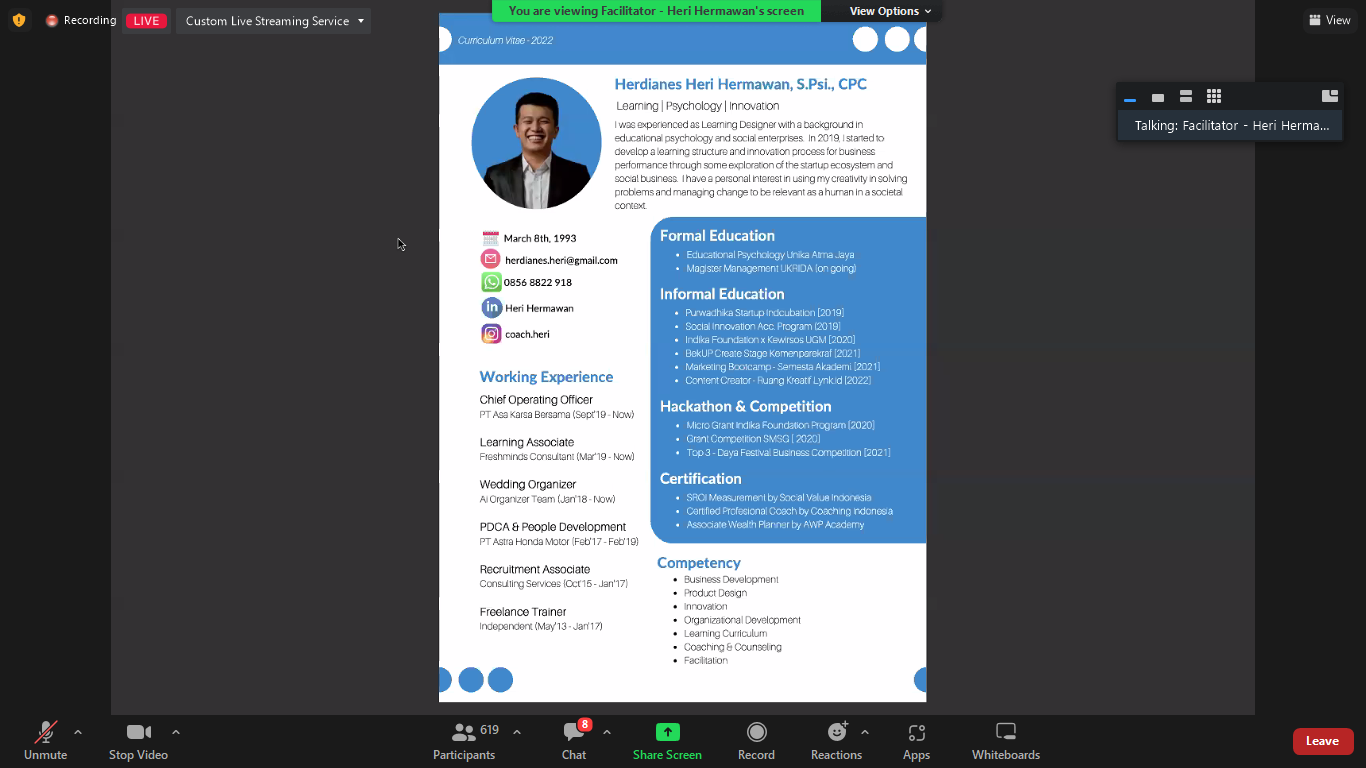 Recording
LIVE
Custom Live Streaming Service
You are viewing Facilitator - Heri Hermawan's screen
View Options
View
Talking: Facilitator - Heri Herma...
Curriculum Vitae - 2022
Herdianes Heri Hermawan, S.Psi., CPC
Learning | Psychology | Innovation
I was experienced as Learning Designer with a background in
educational psychology and social enterprises. In 2019, I started to
develop a learning structure and innovation process for business
performance through some exploration of the startup ecosystem and
social business. I have a personal interest in using my creativity in solving
problems and managing change to be relevant as a human in a societal
context.
March 8th, 1993
herdianes.heri@gmail.com
0856 8822 918
Heri Hermawan
coach.heri
Working Experience
Chief Operating Officer
PT Asa Karsa Bersama (Sept'19 - Now)
Learning Associate
Freshminds Consultant (Mar'19 - Now)
Wedding Organizer
Ai Organizer Team (Jan'18 - Now)
PDCA & People Development
PT Astra Honda Motor (Feb'17 - Feb'19)
Recruitment Associate
Consulting Services (Oct'15 - Jan'17)
Freelance Trainer
Independent (May'13 - Jan'17)
Formal Education
• Educational Psychology Unika Atma Jaya
• Magister Management UKRIDA (on going)
Informal Education
• Purwadhika Startup Indcubation [2019]
• Social Innovation Acc. Program (2019)
• Indika Foundation x Kewirsos UGM [2020]
• BekUP Create Stage Kemenparekraf [2021]
• Marketing Bootcamp - Semesta Akademi [2021]
• Content Creator - Ruang Kreatif Lynk.id [2022]
Hackathon & Competition
• Micro Grant Indika Foundation Program [2020]
• Grant Competition SMSG [ 2020]
• Top 3 - Daya Festival Business Competition [2021]
Certification
• SROI Measurement by Social Value Indonesia
• Certified Profesional Coach by Coaching Indonesia
• Associate Wealth Planner by AWP Academy
Competency
• Business Development
• Product Design
• Innovation
• Organizational Development
• Learning Curriculum
• Coaching & Counseling
• Facilitation
Unmute
Stop Video
619
Participants
8
Chat
Share Screen
Record
Reactions
Apps
Whiteboards
Leave